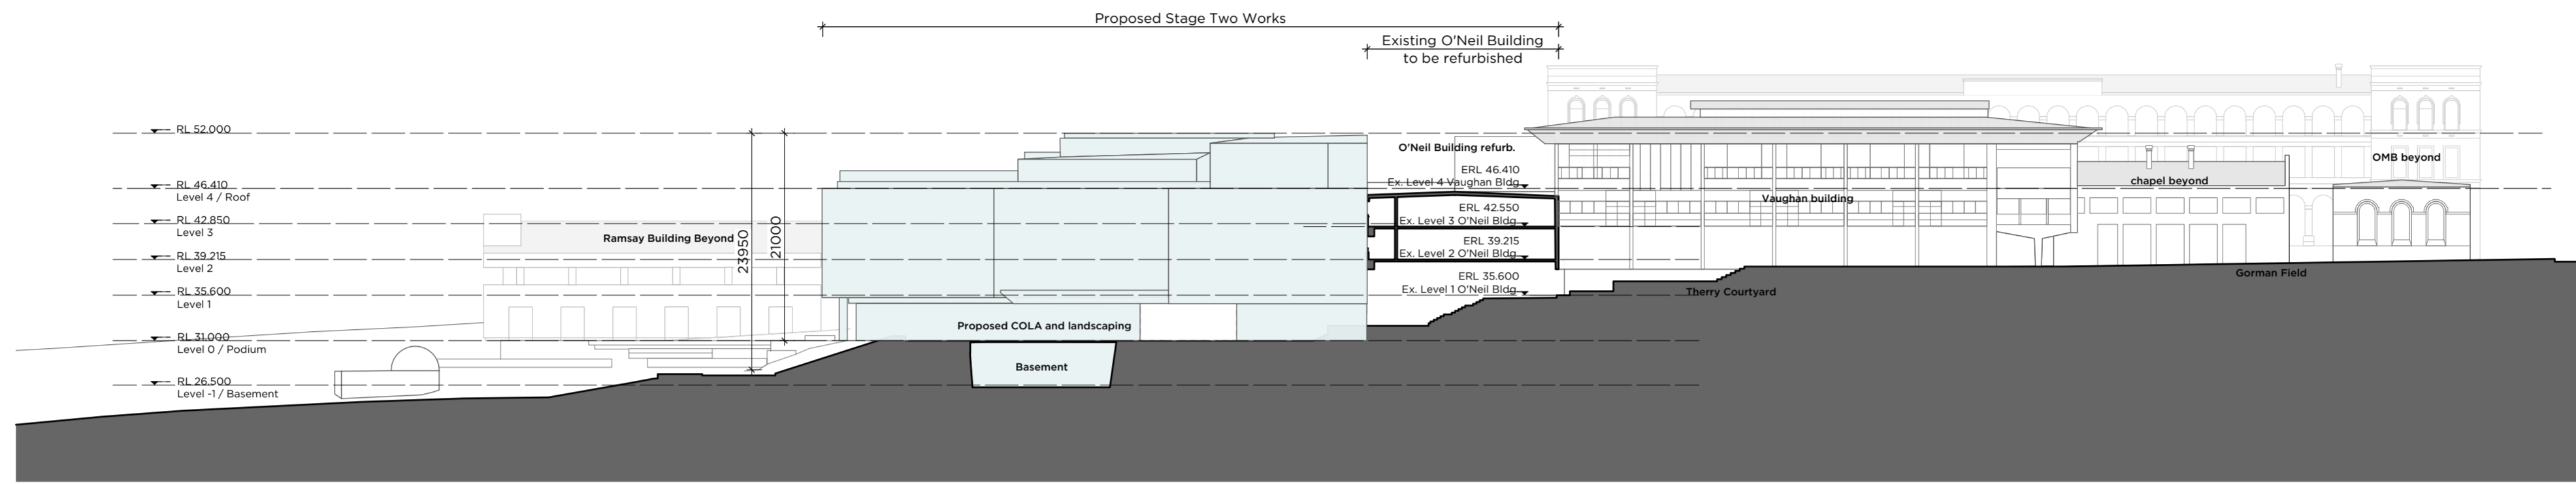 Proposed Stage Two Works
Existing O'Neil Building
to be refurbished
RL 52.000
RL 46.410
Level 4 / Roof
RL 42.850
Level 3
RL 39.215
Level 2
RL 35.600
Level 1
RL 31.000
Level 0 / Podium
RL 26.500
Level -1 / Basement
Ramsay Building Beyond
23950
21000
Proposed COLA and landscaping
Basement
O'Neil Building refurb.
ERL 46.410
Ex. Level 4 Vaughan Bldg
ERL 42.550
Ex. Level 3 O'Neil Bldg
ERL 39.215
Ex. Level 2 O'Neil Bldg
ERL 35.600
Ex. Level 1 O'Neil Bldg
Vaughan building
Therry Courtyard
OMB beyond
chapel beyond
Gorman Field